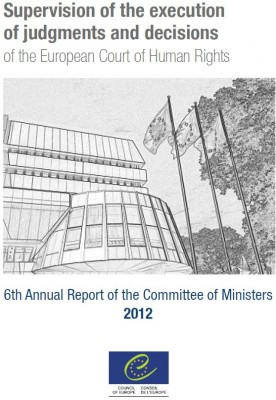 Supervision of the execution
of judgments and decisions
of the European Court of Human Rights
6th Annual Report of the Committee of Ministers
2012
COUNCIL OF EUROPE
CONSEIL DE L'EUROPE